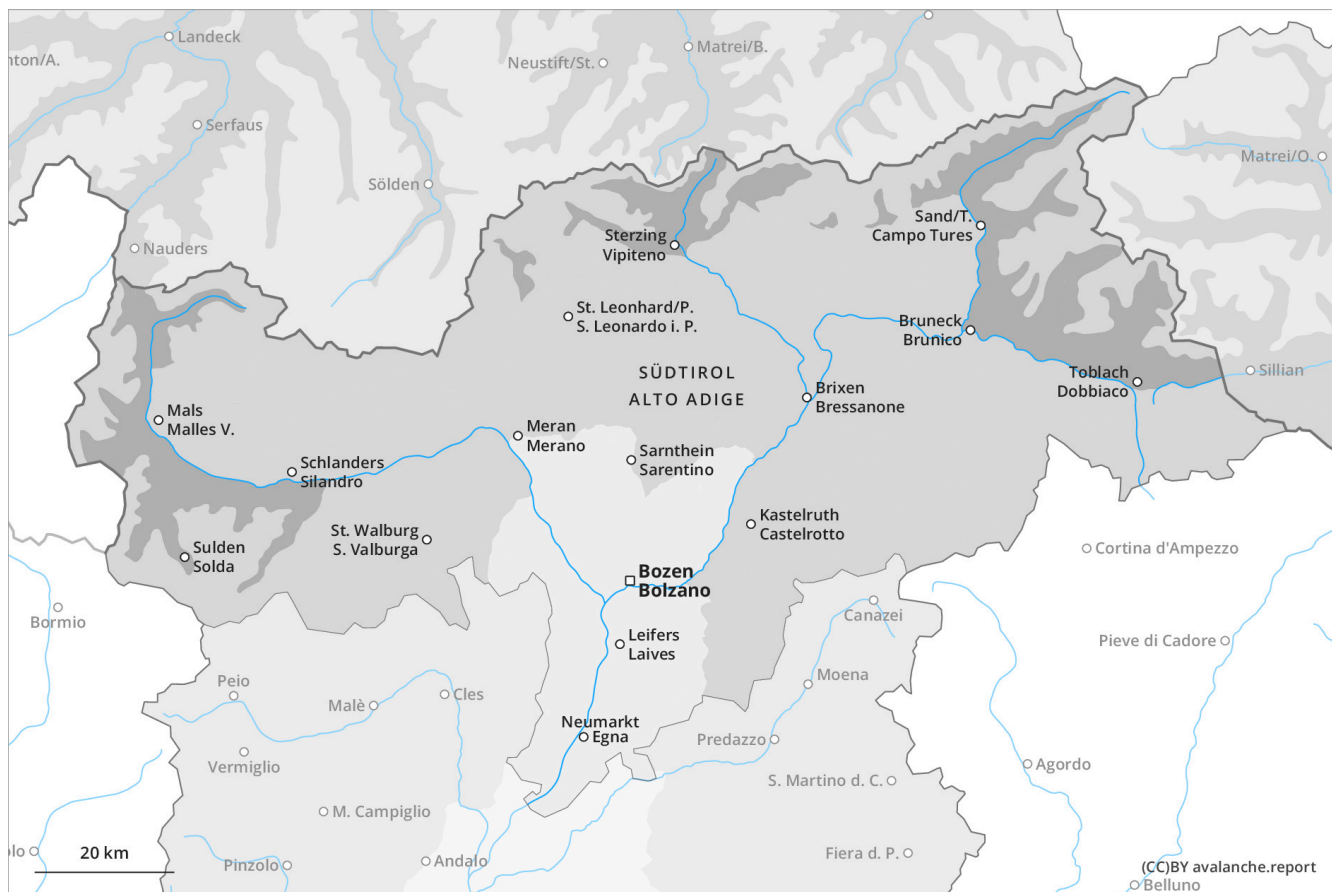 Landeck
nton/A.
Matrei/B.
Neustift/St.
Serfaus
Matrei/O.
Sölden
Sand/T.
Campo Tures
Nauders
Sterzing
Vipiteno
St. Leonhard/P.
S. Leonardo i. P.
Bruneck
Brunico
SÜDTIROL
ALTO ADIGE
Toblach
Dobbiaco
Sillian
Brixen
Bressanone
Mals
Malles V.
Meran
Merano
Sarnthein
Sarentino
Schlanders
Silandro
Kastelruth
Castelrotto
St. Walburg
S. Valburga
Sulden
Solda
Cortina d'Ampezzo
Bozen
Bolzano
Bormio
Canazei
Leifers
Laives
Pieve di Cadore
Peio
Malè
Cles
Moena
Neumarkt
Egna
Predazzo
Vermiglio
Agordo
S. Martino d. C.
M. Campiglio
20 km
olo
Pinzolo
Andalo
Fiera d. P.
(CC)BY avalanche.report
Belluno